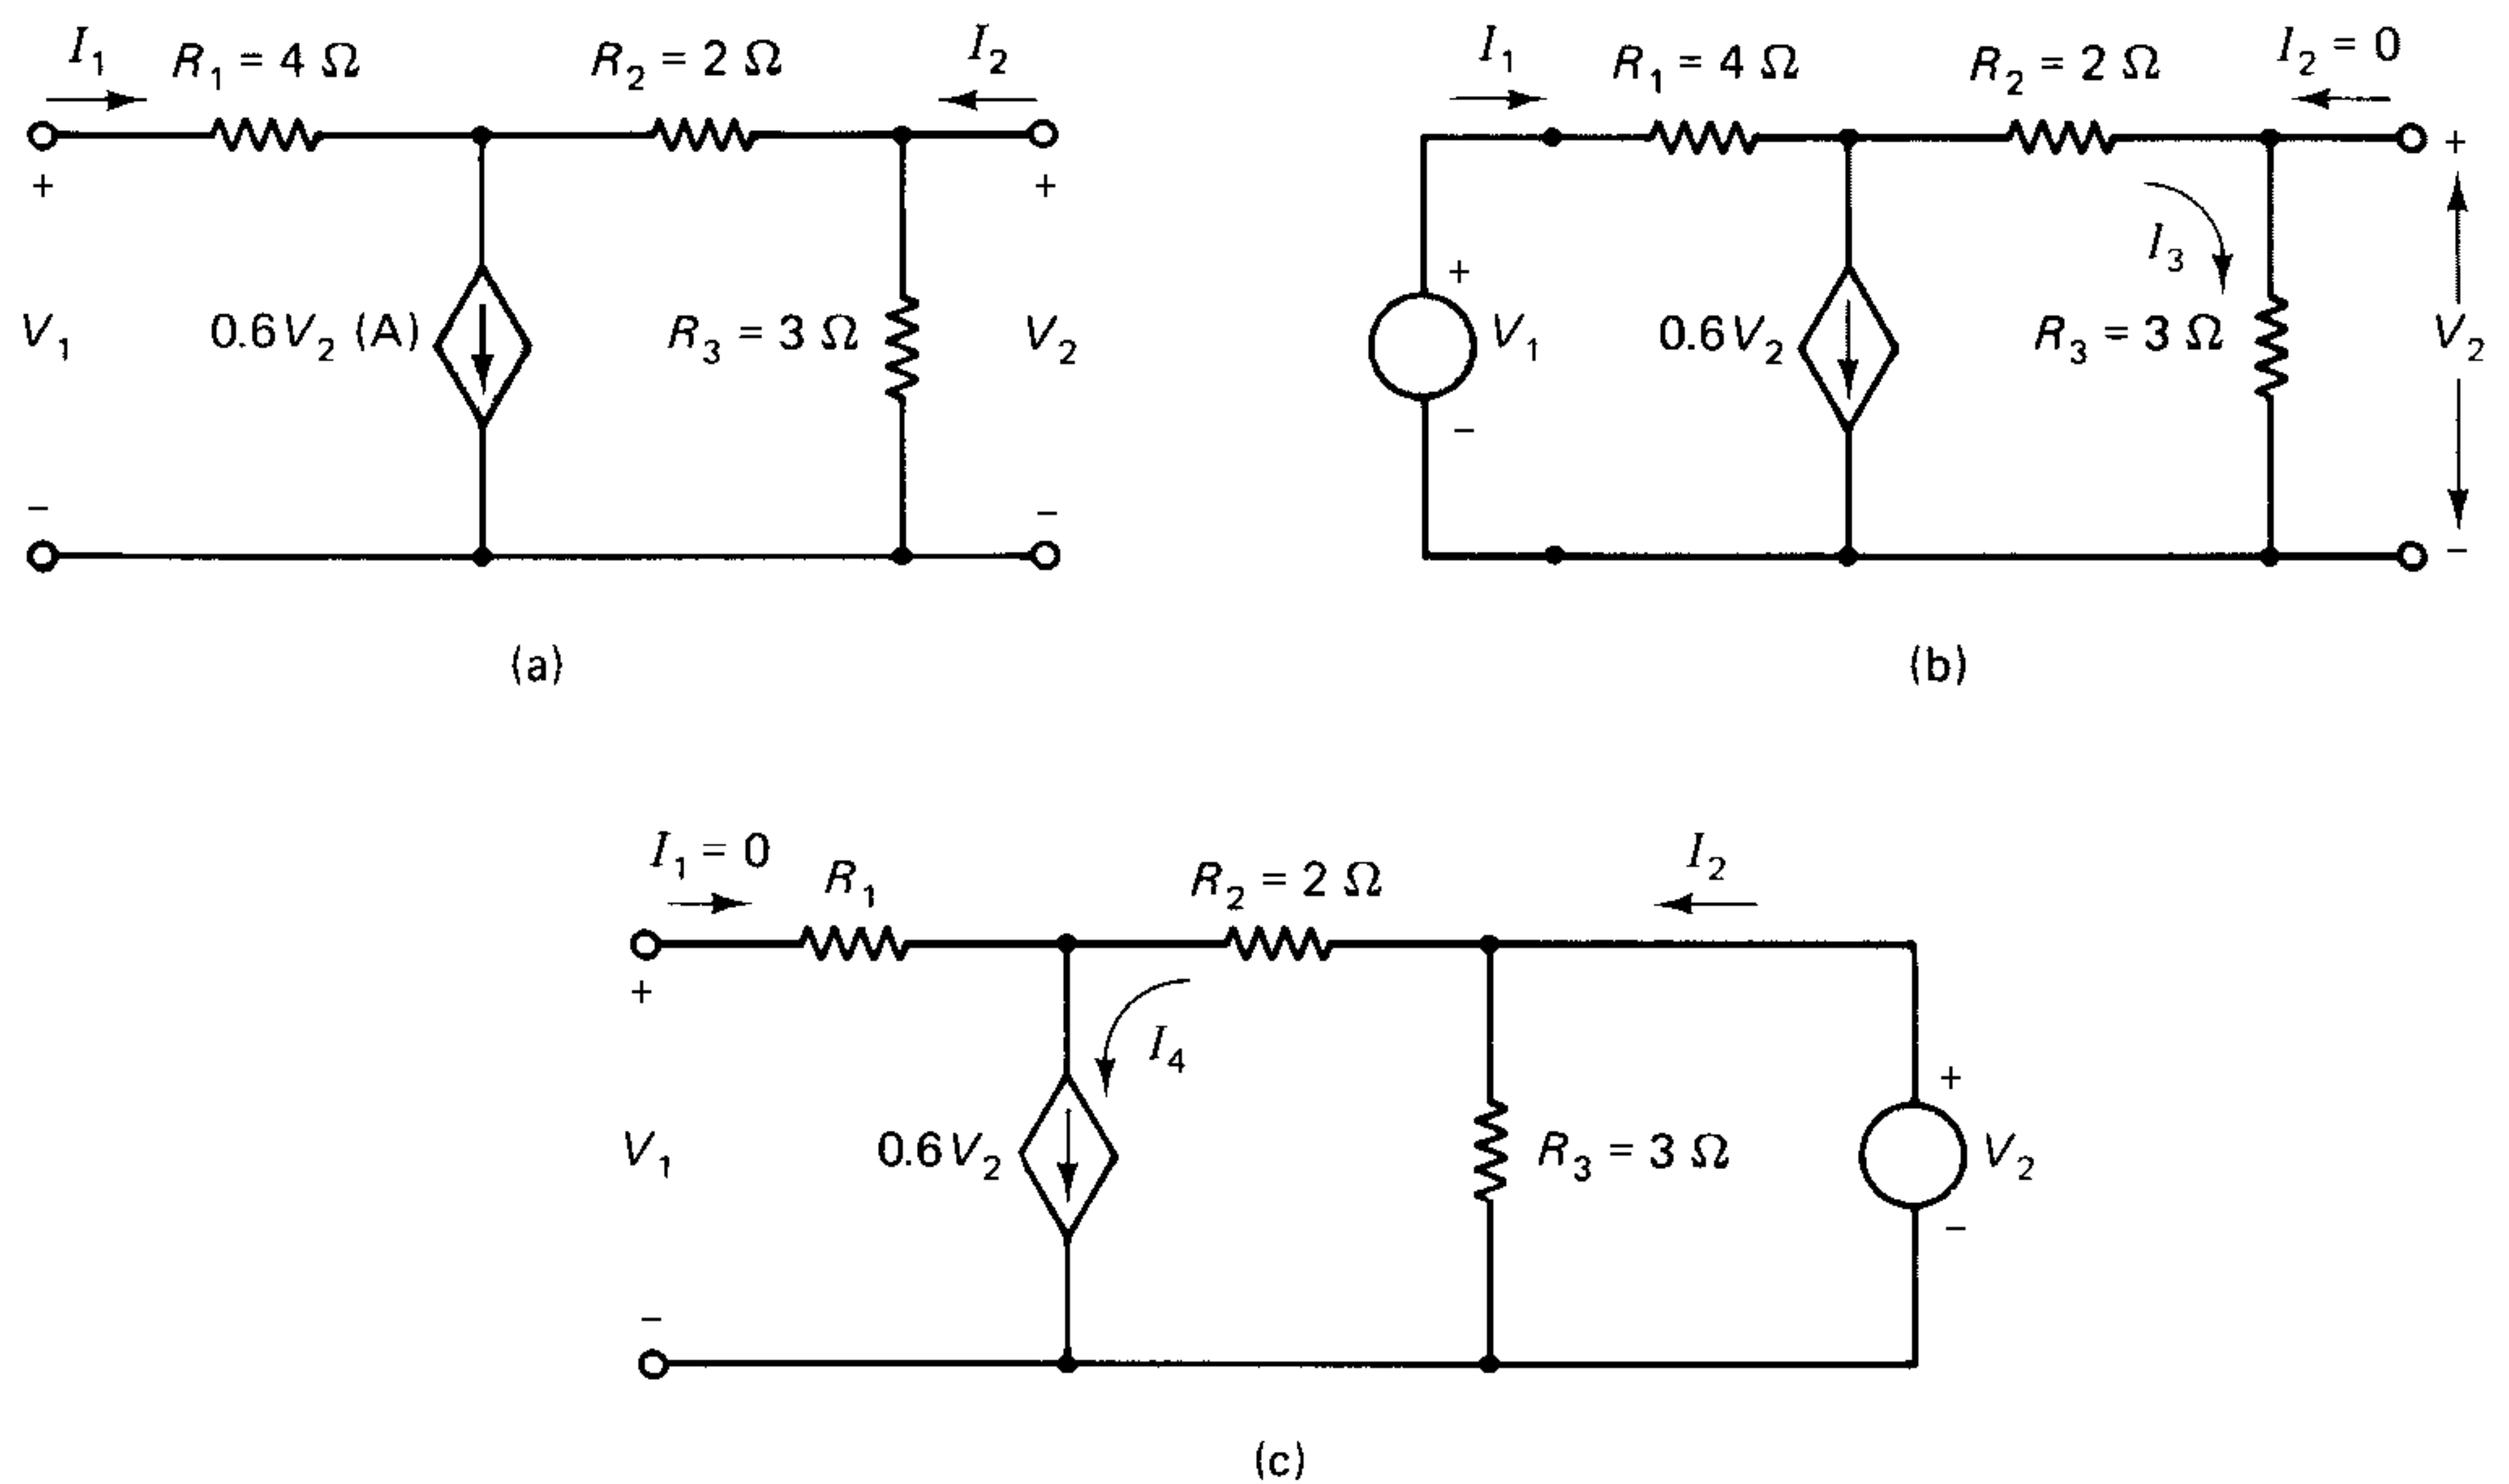 I1 R1 = 4 Ω R2 = 2 Ω I2
+ +
V1 0.6V2 (A) R3 = 3 Ω V2
− −
(a)
I1 R1 = 4 Ω R2 = 2 Ω I2 = 0
+
I3
+
V1 0.6V2 R3 = 3 Ω V2
−
−
(b)
I1 = 0 R1 R2 = 2 Ω I2
+
I4
+
V1 0.6V2 R3 = 3 Ω V2
−
−
(c)